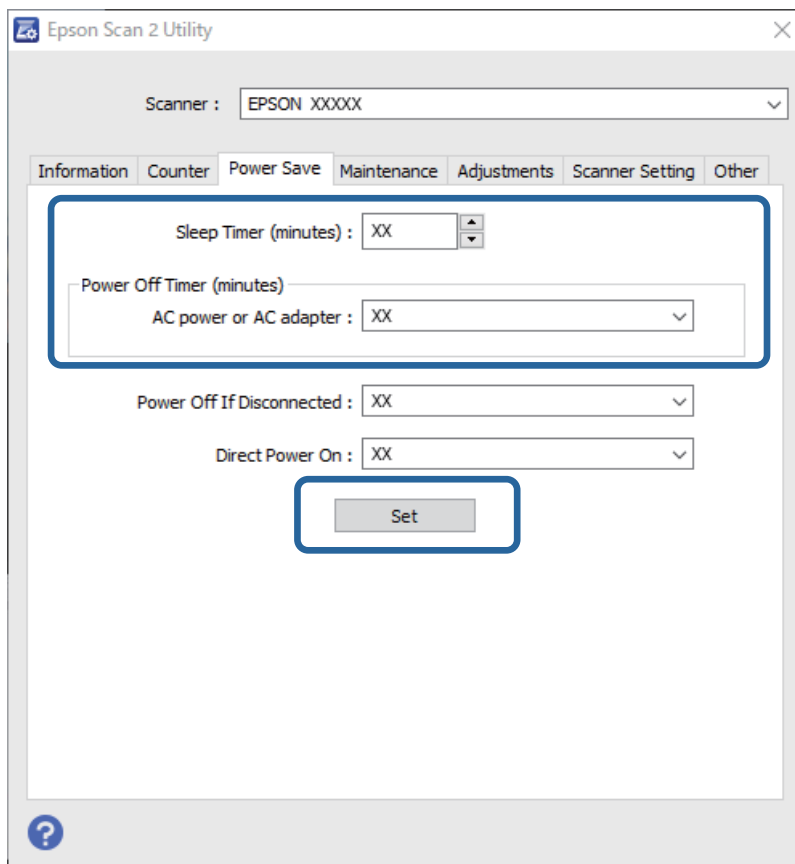 Epson Scan 2 Utility
Scanner : EPSON XXXXX
Information Counter Power Save Maintenance Adjustments Scanner Setting Other
Sleep Timer (minutes) : XX
Power Off Timer (minutes)
AC power or AC adapter : XX
Power Off If Disconnected : XX
Direct Power On : XX
Set
?